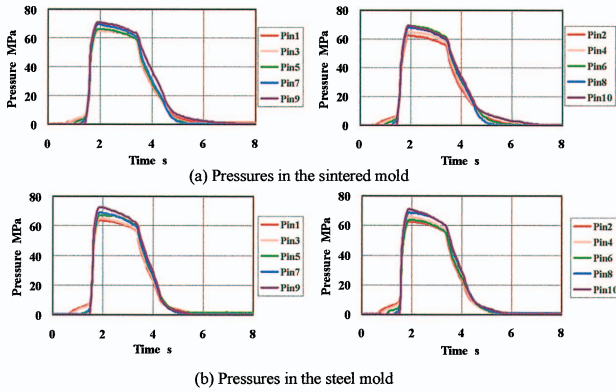 80
60
40
20
0
Pressure MPa
0 2 4 6 8
Time s
Pin1
Pin3
Pin5
Pin7
Pin9
80
60
40
20
0
Pressure MPa
0 2 4 6 8
Time s
Pin2
Pin4
Pin6
Pin8
Pin10
(a) Pressures in the sintered mold
80
60
40
20
0
Pressure MPa
0 2 4 6 8
Time s
Pin1
Pin3
Pin5
Pin7
Pin9
80
60
40
20
0
Pressure MPa
0 2 4 6 8
Time s
Pin2
Pin4
Pin6
Pin8
Pin10
(b) Pressures in the steel mold